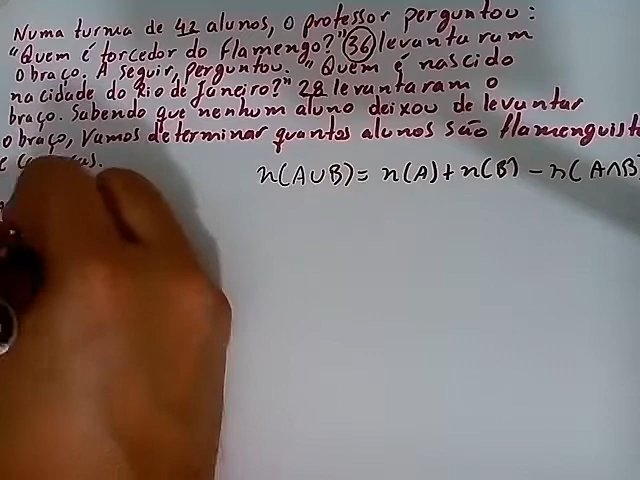 Numa turma de 42 alunos, o professor perguntou:
"Quem é torcedor do flamengo?" 36 levantaram
o braço. A seguir, perguntou: "Quem é nascido
na cidade do Rio de Janeiro?" 28 levantaram o
braço. Sabendo que nenhum aluno deixou de levantar
o braço, vamos determinar quantos alunos são flamenguist
e
n(A∪B) = n(A) + n(B) - n(A∩B